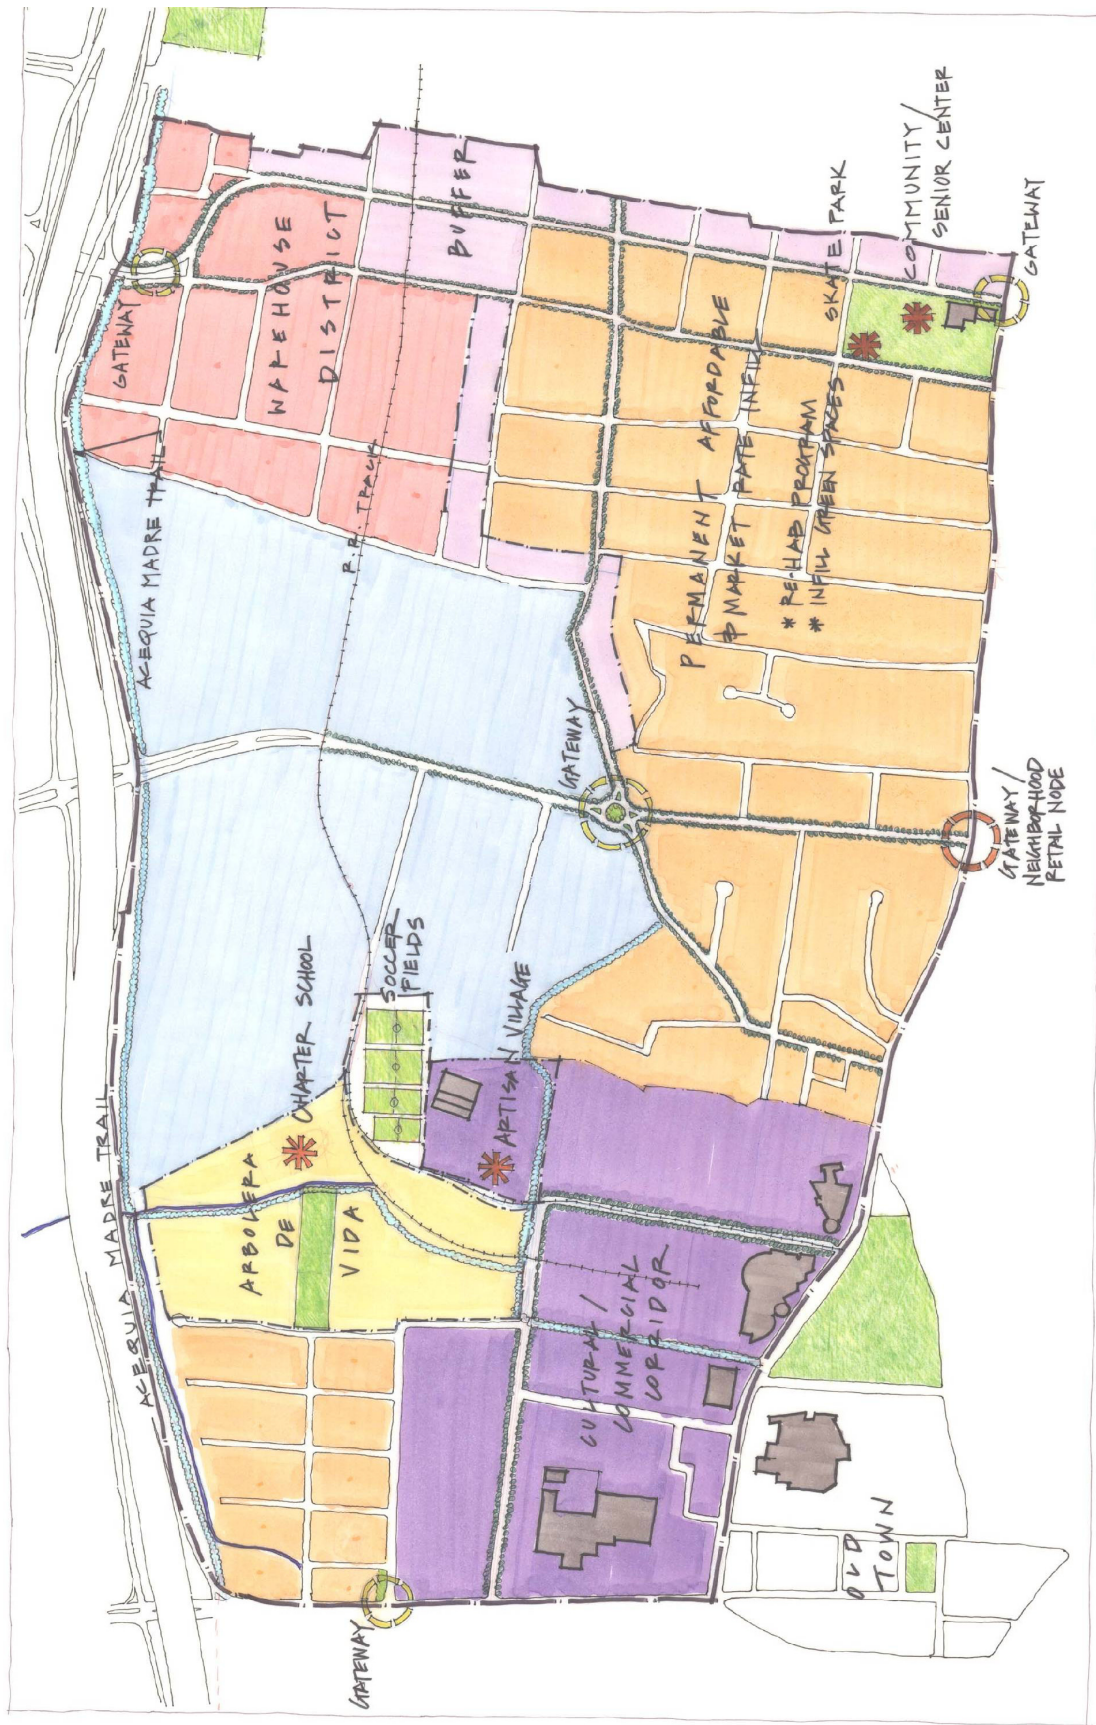 ACEQUIA MADRE TRAIL
ACEQUIA MADRE TRAIL
GATEWAY
WAREHOUSE
DISTRICT
BUFFER
R.R. TRACK
CHARTER SCHOOL
SOCCER
FIELDS
ARTISAN VILLAGE
ARBOLERA
DE
VIDA
GATEWAY
PERMANENT AFFORDABLE
& MARKET RATE INFILL
* RE-HAB PROGRAM
* INFILL GREEN SPACES
SKATE PARK
COMMUNITY/
SENIOR CENTER
GATEWAY
CULTURAL/
COMMERCIAL
CORRIDOR
GATEWAY
GATEWAY/
NEIGHBORHOOD
RETAIL NODE
OLD
TOWN